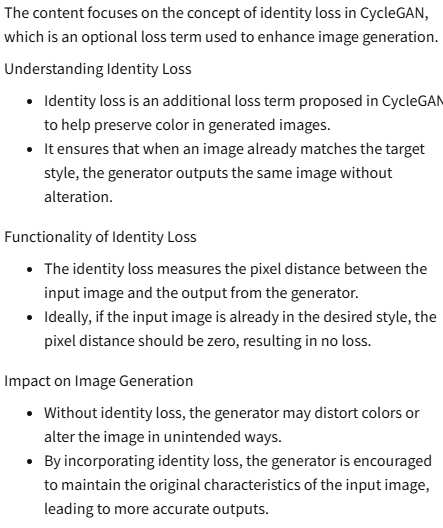 The content focuses on the concept of identity loss in CycleGAN,
which is an optional loss term used to enhance image generation.
Understanding Identity Loss
• Identity loss is an additional loss term proposed in CycleGAN
to help preserve color in generated images.
• It ensures that when an image already matches the target
style, the generator outputs the same image without
alteration.
Functionality of Identity Loss
• The identity loss measures the pixel distance between the
input image and the output from the generator.
• Ideally, if the input image is already in the desired style, the
pixel distance should be zero, resulting in no loss.
Impact on Image Generation
• Without identity loss, the generator may distort colors or
alter the image in unintended ways.
• By incorporating identity loss, the generator is encouraged
to maintain the original characteristics of the input image,
leading to more accurate outputs.